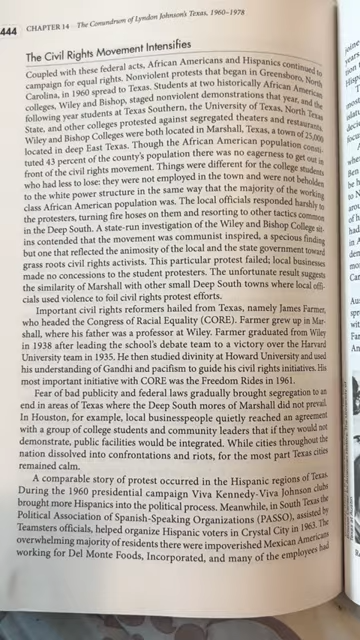 444 CHAPTER 14 · The Conundrum of Lyndon Johnson's Texas, 1960–1978
The Civil Rights Movement Intensifies
Coupled with these federal acts, African Americans and Hispanics continued to
campaign for equal rights. Nonviolent protests that began in Greensboro, North
Carolina, in 1960 spread to Texas. Students at two historically African American
colleges, Wiley and Bishop, staged nonviolent demonstrations that year, and the
following year students at Texas Southern, the University of Texas, North Texas
State, and other colleges protested against segregated theaters and restaurants.
Wiley and Bishop Colleges were both located in Marshall, Texas, a town of 25,000
located in deep East Texas. Though the African American population consti-
tuted 43 percent of the county's population there was no eagerness to get out in
front of the civil rights movement. Things were different for the college students
who had less to lose: they were not employed in the town and were not beholden
to the white power structure in the same way that the majority of the working
class African American population was. The local officials responded harshly to
the protesters, turning fire hoses on them and resorting to other tactics common
in the Deep South. A state-run investigation of the Wiley and Bishop College sit-
ins contended that the movement was communist inspired, a specious finding
but one that reflected the animosity of the local and the state government toward
grass roots civil rights activists. This particular protest failed; local businesses
made no concessions to the student protesters. The unfortunate result suggests
the similarity of Marshall with other small Deep South towns where local offi-
cials used violence to foil civil rights protest efforts.
Important civil rights reformers hailed from Texas, namely James Farmer,
who headed the Congress of Racial Equality (CORE). Farmer grew up in Mar-
shall, where his father was a professor at Wiley. Farmer graduated from Wiley
in 1938 after leading the school's debate team to a victory over the Harvard
University team in 1935. He then studied divinity at Howard University and used
his understanding of Gandhi and pacifism to guide his civil rights initiatives. His
most important initiative with CORE was the Freedom Rides in 1961.
Fear of bad publicity and federal laws gradually brought segregation to an
end in areas of Texas where the Deep South mores of Marshall did not prevail.
In Houston, for example, local businesspeople quietly reached an agreement
with a group of college students and community leaders that if they would not
demonstrate, public facilities would be integrated. While cities throughout the
nation dissolved into confrontations and riots, for the most part Texas cities
remained calm.
A comparable story of protest occurred in the Hispanic regions of Texas.
During the 1960 presidential campaign Viva Kennedy-Viva Johnson clubs
brought more Hispanics into the political process. Meanwhile, in South Texas the
Political Association of Spanish-Speaking Organizations (PASSO), assisted by
Teamsters officials, helped organize Hispanic voters in Crystal City in 1963. The
overwhelming majority of residents there were impoverished Mexican Americans
working for Del Monte Foods, Incorporated, and many of the employees had